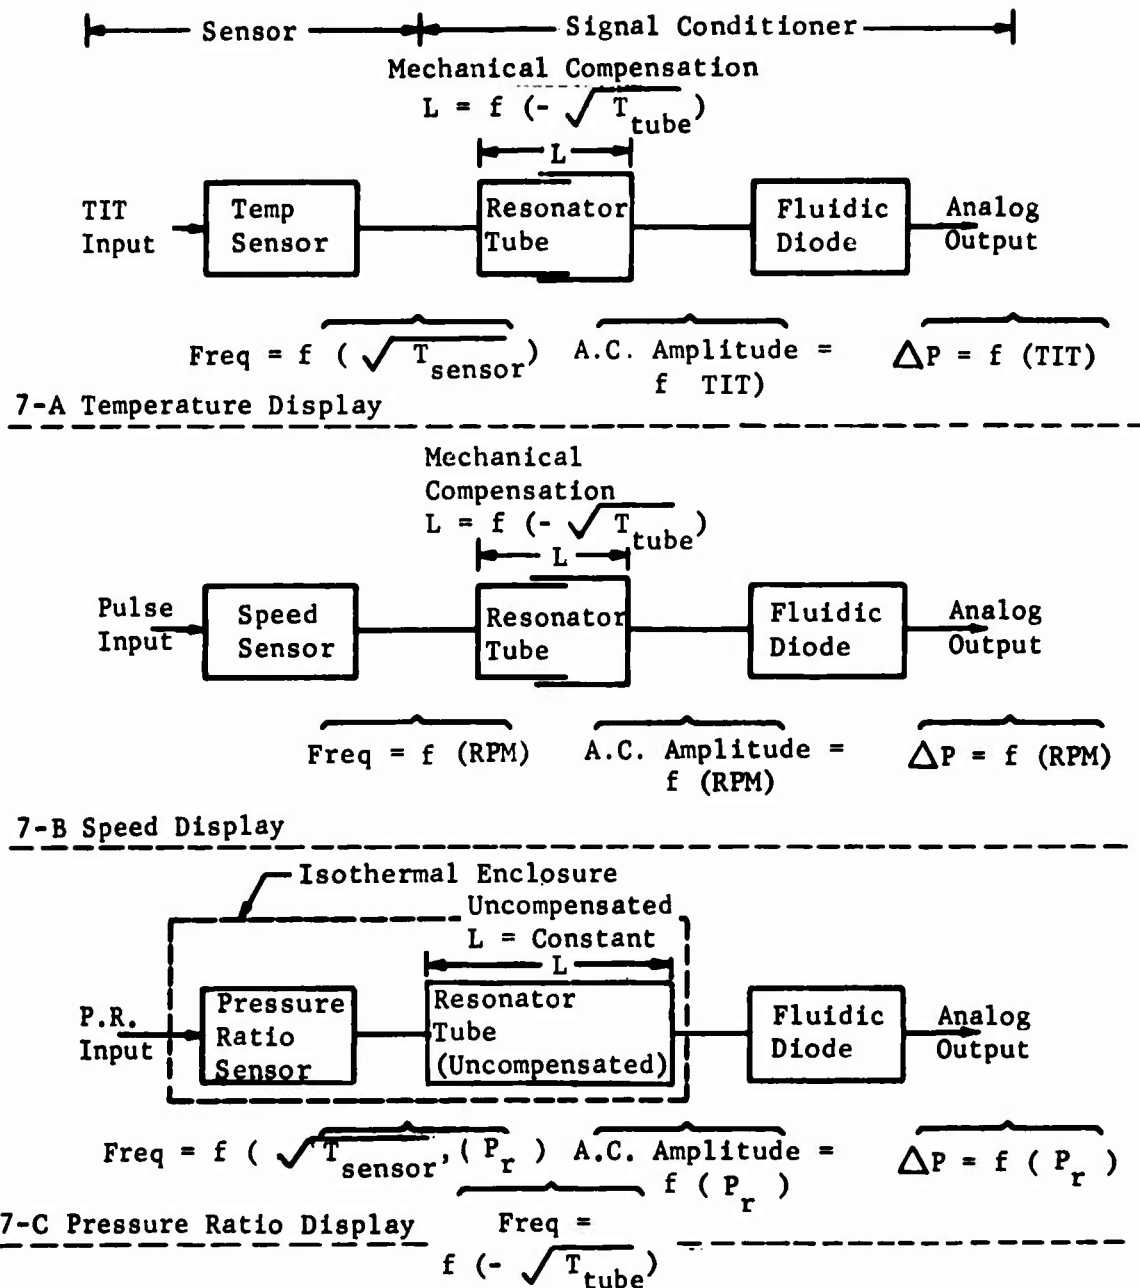 Sensor Signal Conditioner
Mechanical Compensation
L = f (- √T tube)
L
TIT Input
Temp Sensor
Resonator Tube
Fluidic Diode
Analog Output
Freq = f ( √T sensor)
A.C. Amplitude =
f TIT)
△P = f (TIT)
7-A Temperature Display
Mechanical
Compensation
L = f (- √T tube)
L
Pulse Input
Speed Sensor
Resonator Tube
Fluidic Diode
Analog Output
Freq = f (RPM)
A.C. Amplitude =
f (RPM)
△P = f (RPM)
7-B Speed Display
Isothermal Enclosure
Uncompensated
L = Constant
L
P.R. Input
Pressure Ratio Sensor
Resonator Tube (Uncompensated)
Fluidic Diode
Analog Output
Freq = f ( √T sensor, ( P r )
A.C. Amplitude =
f ( P r )
△P = f ( P r )
7-C Pressure Ratio Display
Freq =
f (- √T tube)